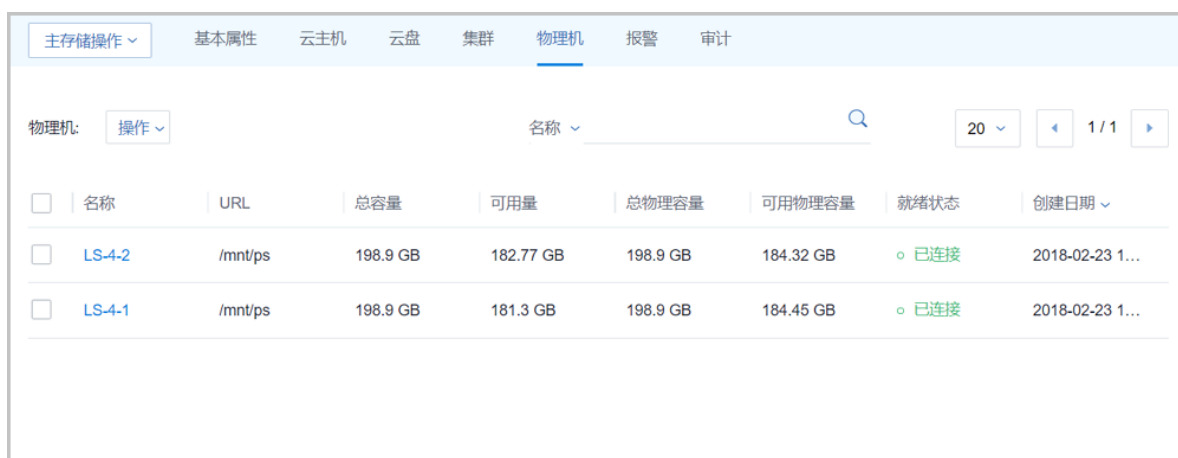 主存储操作 基本属性 云主机 云盘 集群 物理机 报警 审计
物理机: 操作 名称 20 1 / 1
名称 URL 总容量 可用量 总物理容量 可用物理容量 就绪状态 创建日期
LS-4-2 /mnt/ps 198.9 GB 182.77 GB 198.9 GB 184.32 GB 已连接 2018-02-23 1...
LS-4-1 /mnt/ps 198.9 GB 181.3 GB 198.9 GB 184.45 GB 已连接 2018-02-23 1...